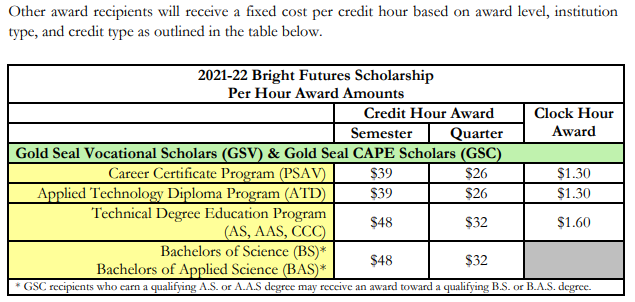 Other award recipients will receive a fixed cost per credit hour based on award level, institution
type, and credit type as outlined in the table below.
2021-22 Bright Futures Scholarship
Per Hour Award Amounts
Credit Hour Award Clock Hour
Semester Quarter Award
Gold Seal Vocational Scholars (GSV) & Gold Seal CAPE Scholars (GSC)
Career Certificate Program (PSAV) $39 $26 $1.30
Applied Technology Diploma Program (ATD) $39 $26 $1.30
Technical Degree Education Program
(AS, AAS, CCC) $48 $32 $1.60
Bachelors of Science (BS)*
Bachelors of Applied Science (BAS)* $48 $32
* GSC recipients who earn a qualifying A.S. or A.A.S degree may receive an award toward a qualifying B.S. or B.A.S. degree.